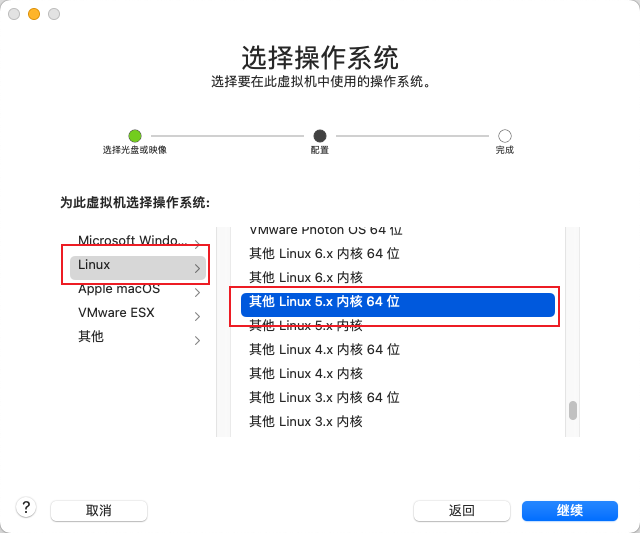 选择操作系统
选择要在此虚拟机中使用的操作系统。
选择光盘或映像
配置
完成
为此虚拟机选择操作系统:
Microsoft Windo...
Linux
Apple macOS
VMware ESX
其他
VMware Photon OS 64 位
其他 Linux 6.x 内核 64 位
其他 Linux 6.x 内核
其他 Linux 5.x 内核 64 位
其他 Linux 5.x 内核
其他 Linux 4.x 内核 64 位
其他 Linux 4.x 内核
其他 Linux 3.x 内核 64 位
其他 Linux 3.x 内核
?
取消
返回
继续